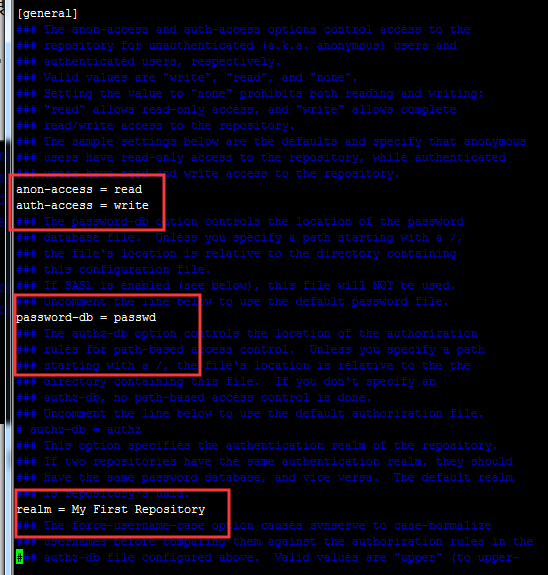 [general]
### The anon-access and auth-access options control access to the
### repository for unauthenticated (a.k.a. anonymous) users and
### authenticated users, respectively.
### Valid values are "write", "read", and "none".
### Setting the value to "none" prohibits both reading and writing;
### "read" allows read-only access, and "write" allows complete
### read/write access to the repository.
### The sample settings below are the defaults and specify that anonymous
### users have read-only access to the repository, while authenticated
### users have read and write access to the repository.
anon-access = read
auth-access = write
### The password-db option controls the location of the password
### database file.  Unless you specify a path starting with a /,
### the file's location is relative to the directory containing
### this configuration file.
### If SASL is enabled (see below), this file will NOT be used.
### Uncomment the line below to use the default password file.
password-db = passwd
### The authz-db option controls the location of the authorization
### rules for path-based access control.  Unless you specify a path
### starting with a /, the file's location is relative to the the
### directory containing this file.  If you don't specify an
### authz-db, no path-based access control is done.
### Uncomment the line below to use the default authorization file.
# authz-db = authz
### This option specifies the authentication realm of the repository.
### If two repositories have the same authentication realm, they should
### have the same password database, and vice versa.  The default realm
### is repository's uuid.
realm = My First Repository
### The force-username-case option causes svnserve to case-normalize
### usernames before comparing them against the authorization rules in the
### authz-db file configured above.  Valid values are "upper" (to upper-